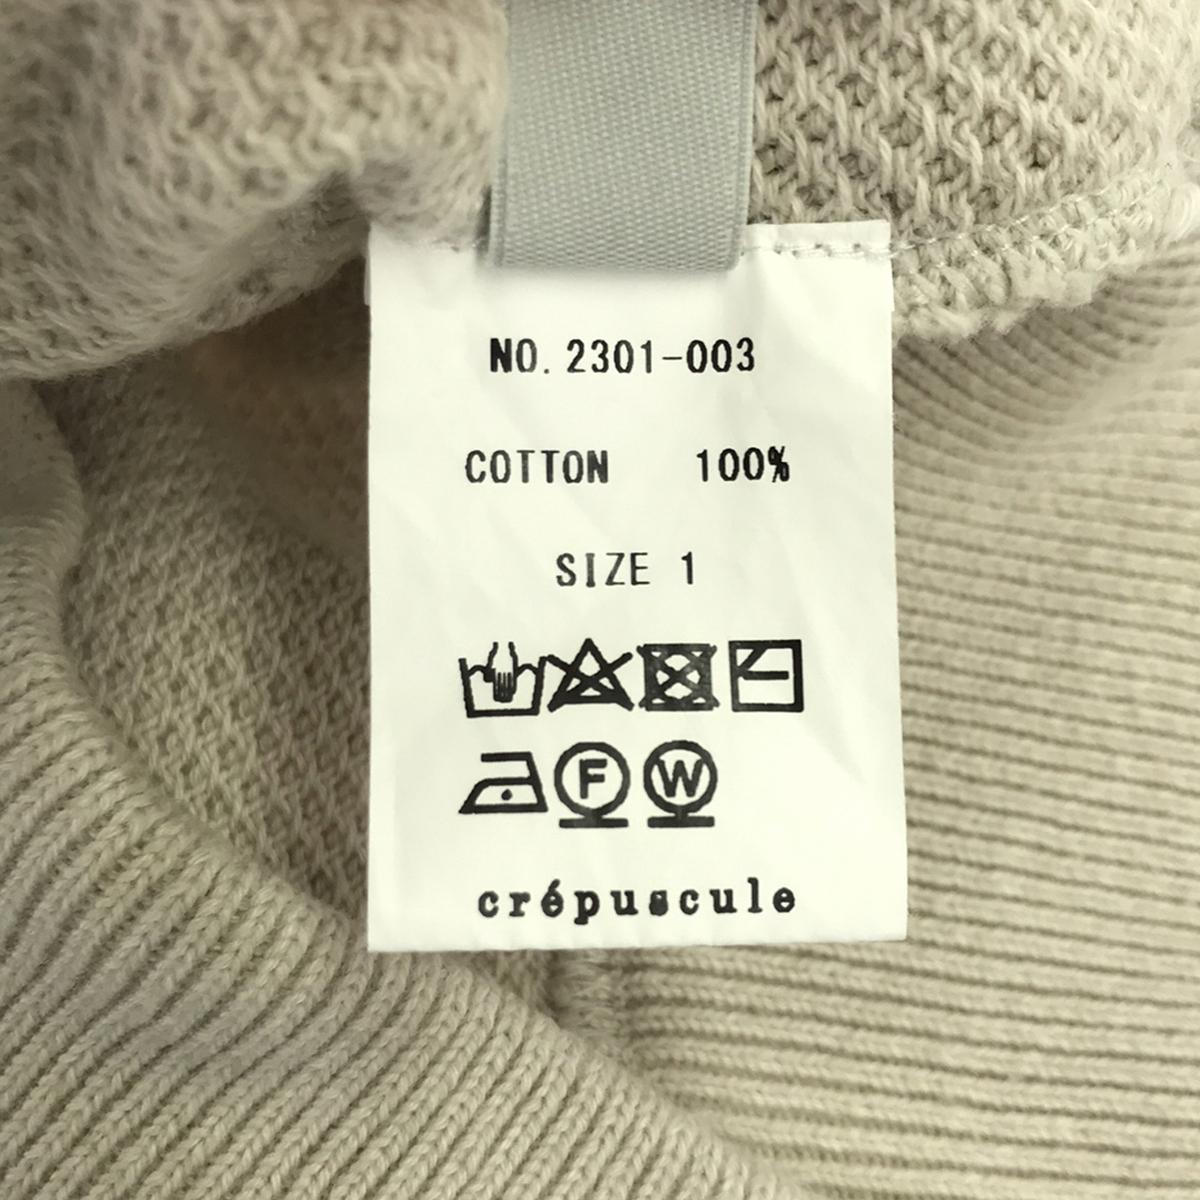 NO. 2301-003
COTTON 100%
SIZE 1
F W
crépuscule